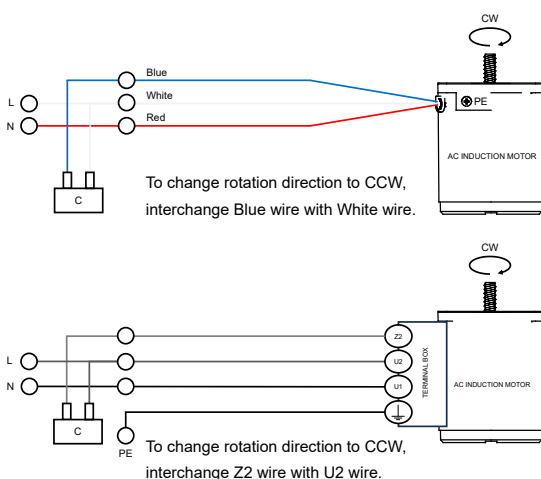 CW
Blue
L
White
PE
N
Red
AC INDUCTION MOTOR
C
To change rotation direction to CCW,
interchange Blue wire with White wire.
CW
Z2
L
U2
TERMINAL BOX
N
U1
AC INDUCTION MOTOR
C
PE
To change rotation direction to CCW,
interchange Z2 wire with U2 wire.